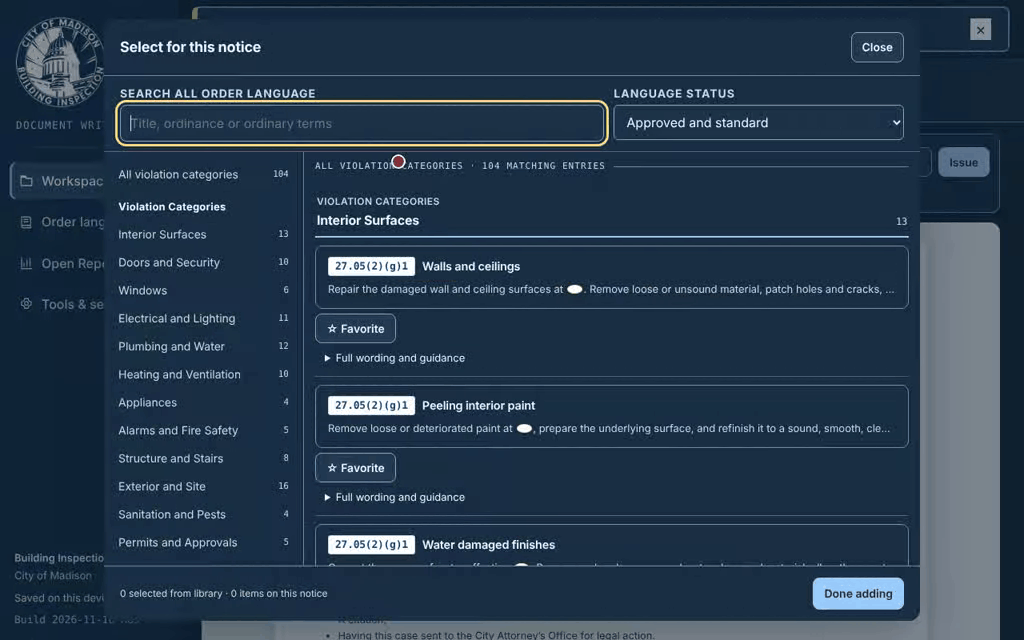 CITY OF MADISON
BUILDING INSPECTION
DOCUMENT WRI
Workspac
Order lang
Open Repo
Tools & se
Building Inspectio
City of Madison
Saved on this devi
Build 2026-11-1
Issue
Select for this notice
Close
SEARCH ALL ORDER LANGUAGE
LANGUAGE STATUS
Title, ordinance or ordinary terms
Approved and standard
All violation categories 104
Violation Categories
Interior Surfaces 13
Doors and Security 10
Windows 6
Electrical and Lighting 11
Plumbing and Water 12
Heating and Ventilation 10
Appliances 4
Alarms and Fire Safety 5
Structure and Stairs 8
Exterior and Site 16
Sanitation and Pests 4
Permits and Approvals 5
ALL VIOLATION CATEGORIES · 104 MATCHING ENTRIES
VIOLATION CATEGORIES
Interior Surfaces 13
27.05(2)(g)1 Walls and ceilings
Repair the damaged wall and ceiling surfaces at . Remove loose or unsound material, patch holes and cracks, ...
☆ Favorite
▶ Full wording and guidance
27.05(2)(g)1 Peeling interior paint
Remove loose or deteriorated paint at , prepare the underlying surface, and refinish it to a sound, smooth, cle...
☆ Favorite
▶ Full wording and guidance
27.05(2)(g)1 Water damaged finishes
0 selected from library · 0 items on this notice
Done adding
• Having this case sent to the City Attorney's Office for legal action.